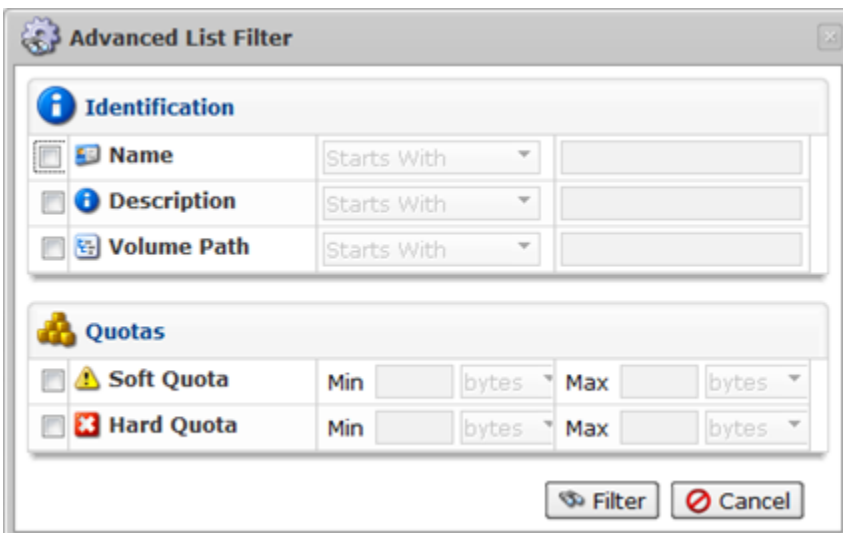 Advanced List Filter
Identification
Name Starts With
Description Starts With
Volume Path Starts With
Quotas
Soft Quota Min bytes Max bytes
Hard Quota Min bytes Max bytes
Filter Cancel